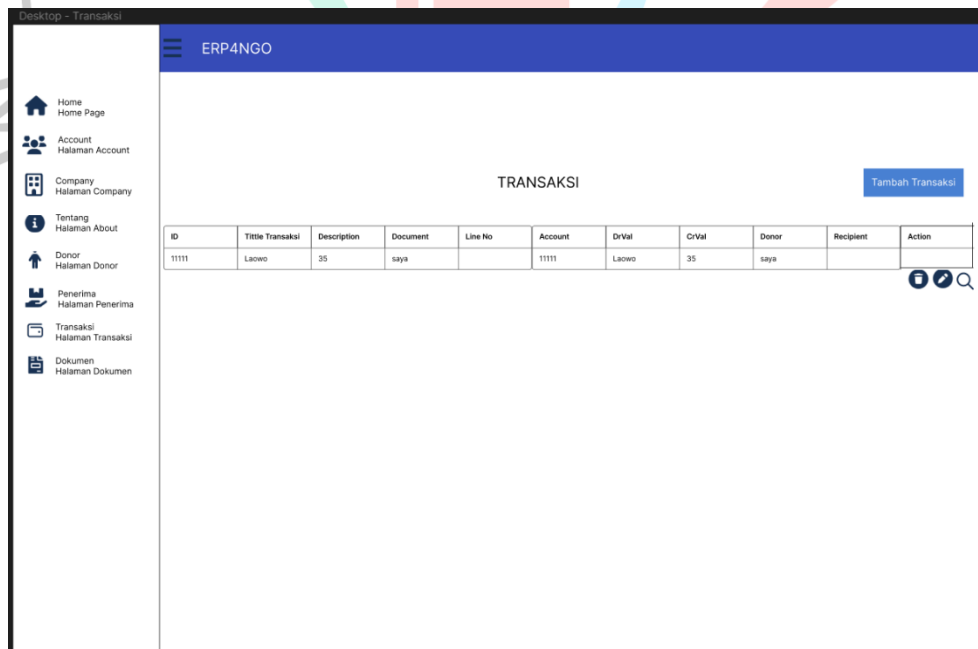 Desktop - Transaksi
ERP4NGO
Home
Home Page
Account
Halaman Account
Company
Halaman Company
Tentang
Halaman About
Donor
Halaman Donor
Penerima
Halaman Penerima
Transaksi
Halaman Transaksi
Dokumen
Halaman Dokumen
TRANSAKSI
Tambah Transaksi
ID Tittle Transaksi Description Document Line No Account DrVal CrVal Donor Recipient Action
11111 Laowo 35 saya 11111 Laowo 35 saya